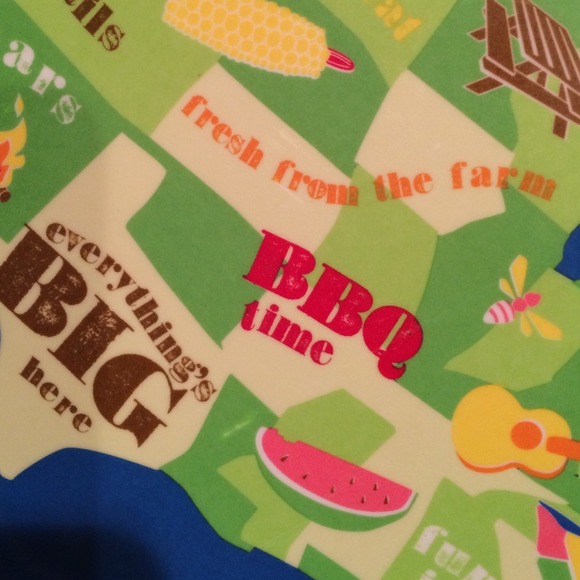 fresh from the farm
everything's
BIG
here
BBQ
time